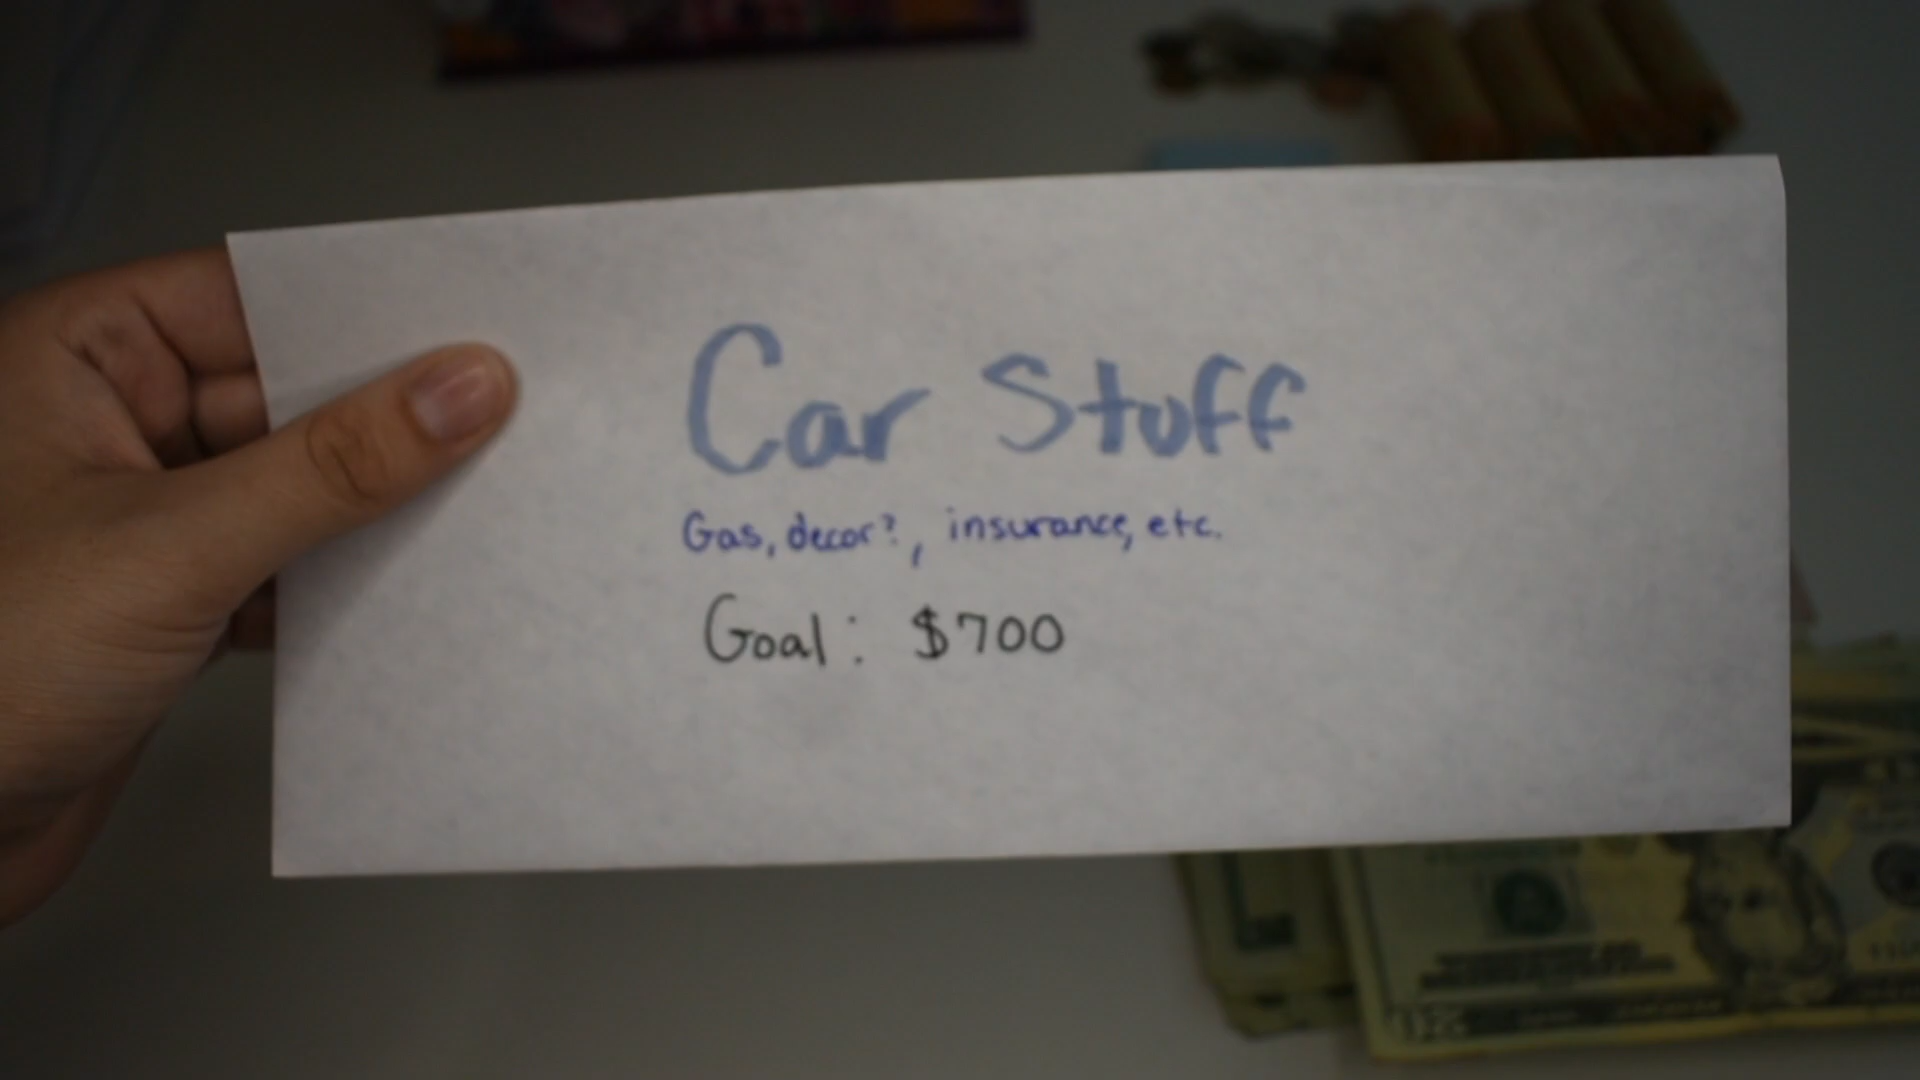 Car Stuff
Gas, decor?, insurance, etc.
Goal: $700